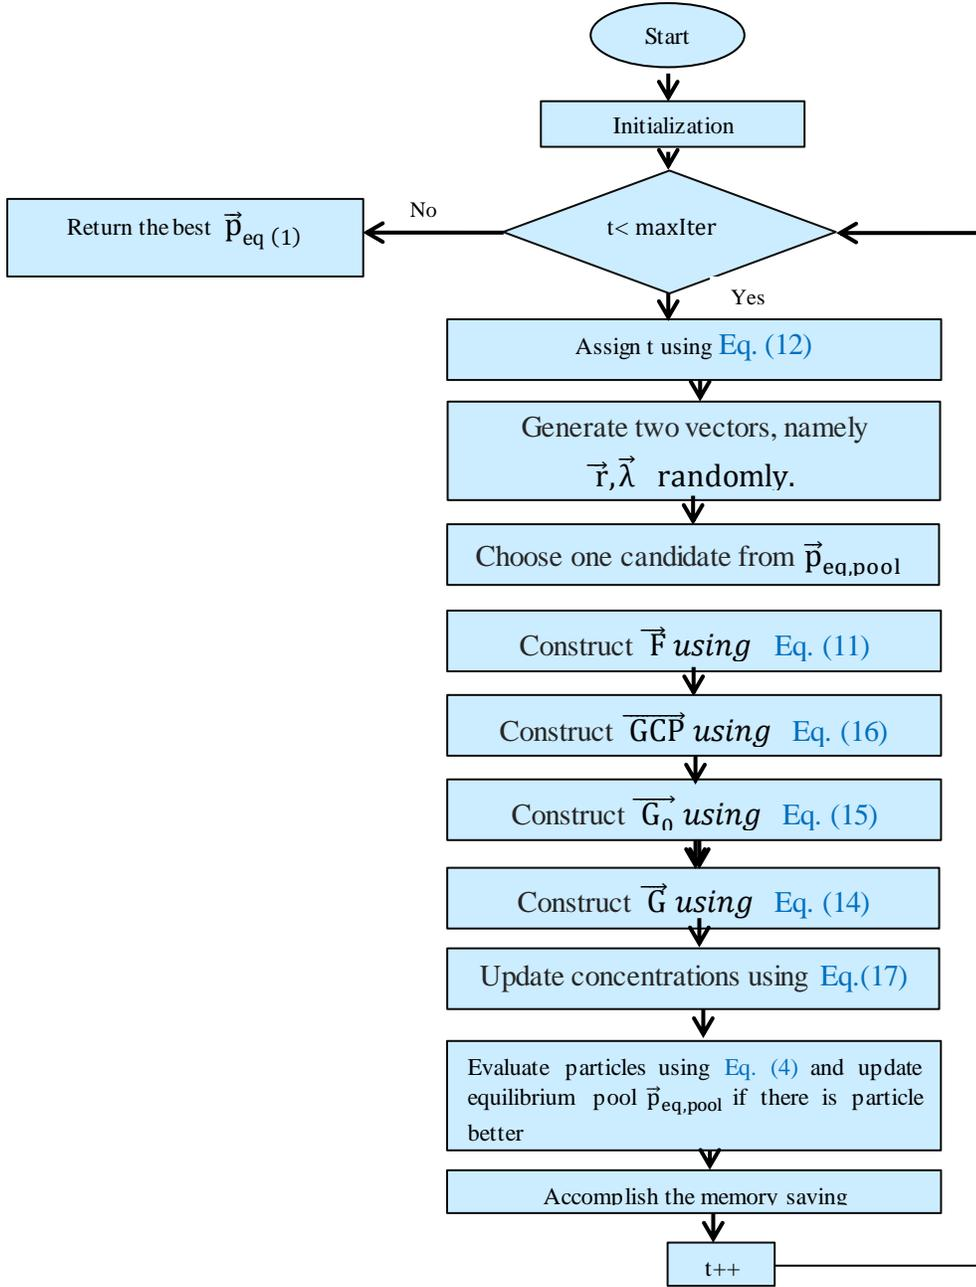 Start
Initialization
t< maxIter
No
Return the best p⃗eq (1)
Yes
Assign t using Eq. (12)
Generate two vectors, namely
r⃗,λ⃗ randomly.
Choose one candidate from p⃗eq,pool
Construct F⃗ using Eq. (11)
Construct GCP⃗ using Eq. (16)
Construct G₀⃗ using Eq. (15)
Construct G⃗ using Eq. (14)
Update concentrations using Eq.(17)
Evaluate particles using Eq. (4) and update
equilibrium pool p⃗eq,pool if there is particle
better
Accomplish the memory saving
t++